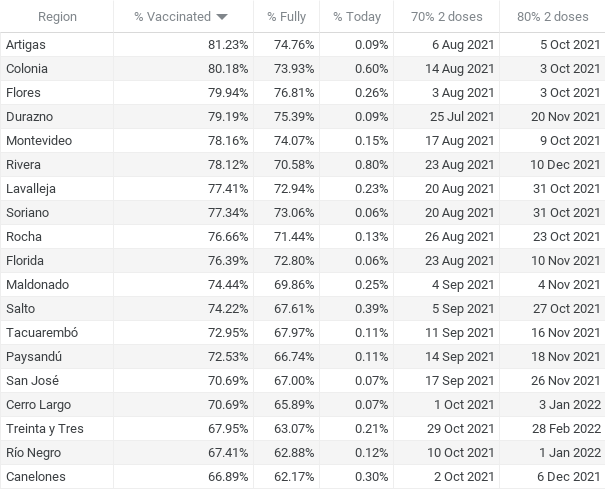 Region % Vaccinated % Fully % Today 70% 2 doses 80% 2 doses
Artigas 81.23% 74.76% 0.09% 6 Aug 2021 5 Oct 2021
Colonia 80.18% 73.93% 0.60% 14 Aug 2021 3 Oct 2021
Flores 79.94% 76.81% 0.26% 3 Aug 2021 3 Oct 2021
Durazno 79.19% 75.39% 0.09% 25 Jul 2021 20 Nov 2021
Montevideo 78.16% 74.07% 0.15% 17 Aug 2021 9 Oct 2021
Rivera 78.12% 70.58% 0.80% 23 Aug 2021 10 Dec 2021
Lavalleja 77.41% 72.94% 0.23% 20 Aug 2021 31 Oct 2021
Soriano 77.34% 73.06% 0.06% 20 Aug 2021 31 Oct 2021
Rocha 76.66% 71.44% 0.13% 26 Aug 2021 23 Oct 2021
Florida 76.39% 72.80% 0.06% 23 Aug 2021 10 Nov 2021
Maldonado 74.44% 69.86% 0.25% 4 Sep 2021 4 Nov 2021
Salto 74.22% 67.61% 0.39% 5 Sep 2021 27 Oct 2021
Tacuarembó 72.95% 67.97% 0.11% 11 Sep 2021 16 Nov 2021
Paysandú 72.53% 66.74% 0.11% 14 Sep 2021 18 Nov 2021
San José 70.69% 67.00% 0.07% 17 Sep 2021 26 Nov 2021
Cerro Largo 70.69% 65.89% 0.07% 1 Oct 2021 3 Jan 2022
Treinta y Tres 67.95% 63.07% 0.21% 29 Oct 2021 28 Feb 2022
Río Negro 67.41% 62.88% 0.12% 10 Oct 2021 1 Jan 2022
Canelones 66.89% 62.17% 0.30% 2 Oct 2021 6 Dec 2021